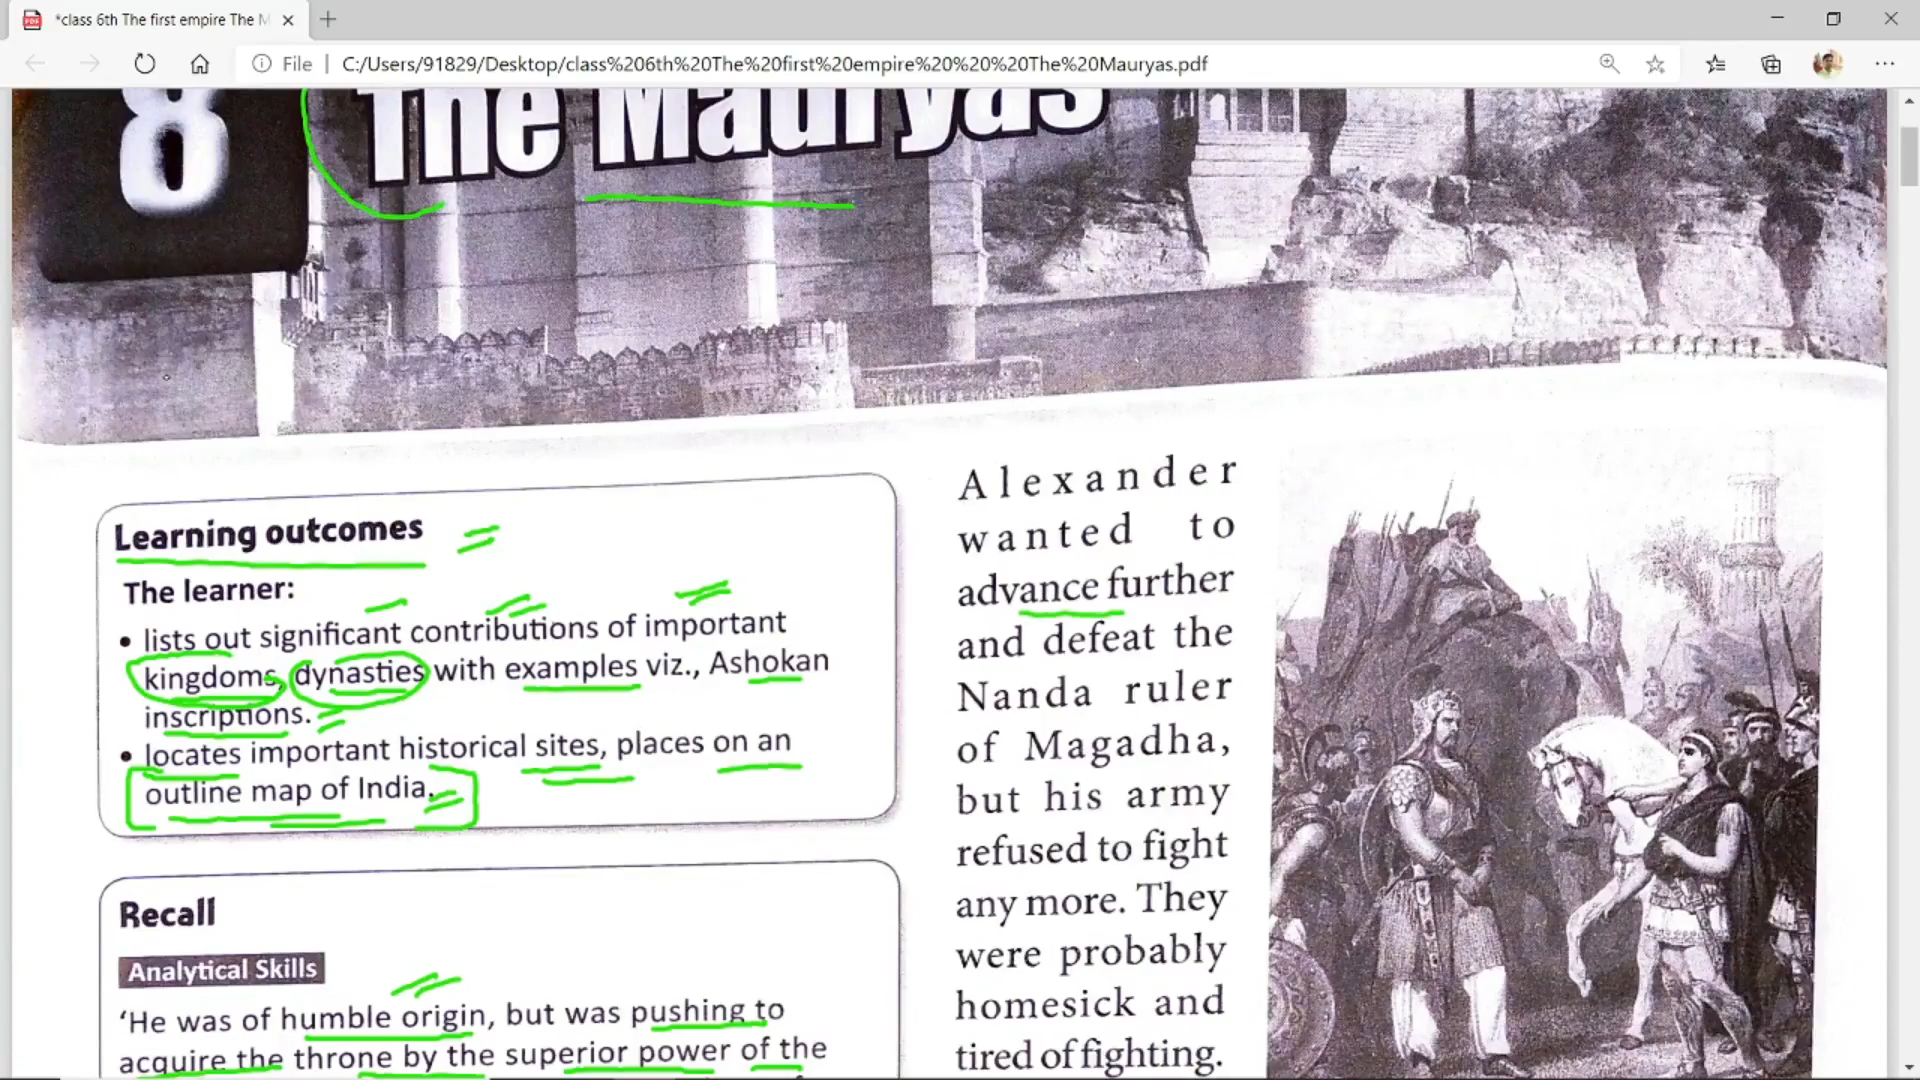 *class 6th The first empire The M
File
C:/Users/91829/Desktop/class%206th%20The%20first%20empire%20%20%20The%20Mauryas.pdf
8
The Mauryas
Learning outcomes
The learner:
• lists out significant contributions of important
kingdoms, dynasties with examples viz., Ashokan
inscriptions.
• locates important historical sites, places on an
outline map of India.
Recall
Analytical Skills
‘He was of humble origin, but was pushing to
acquire the throne by the superior power of the
Alexander
wanted to
advance further
and defeat the
Nanda ruler
of Magadha,
but his army
refused to fight
any more. They
were probably
homesick and
tired of fighting.